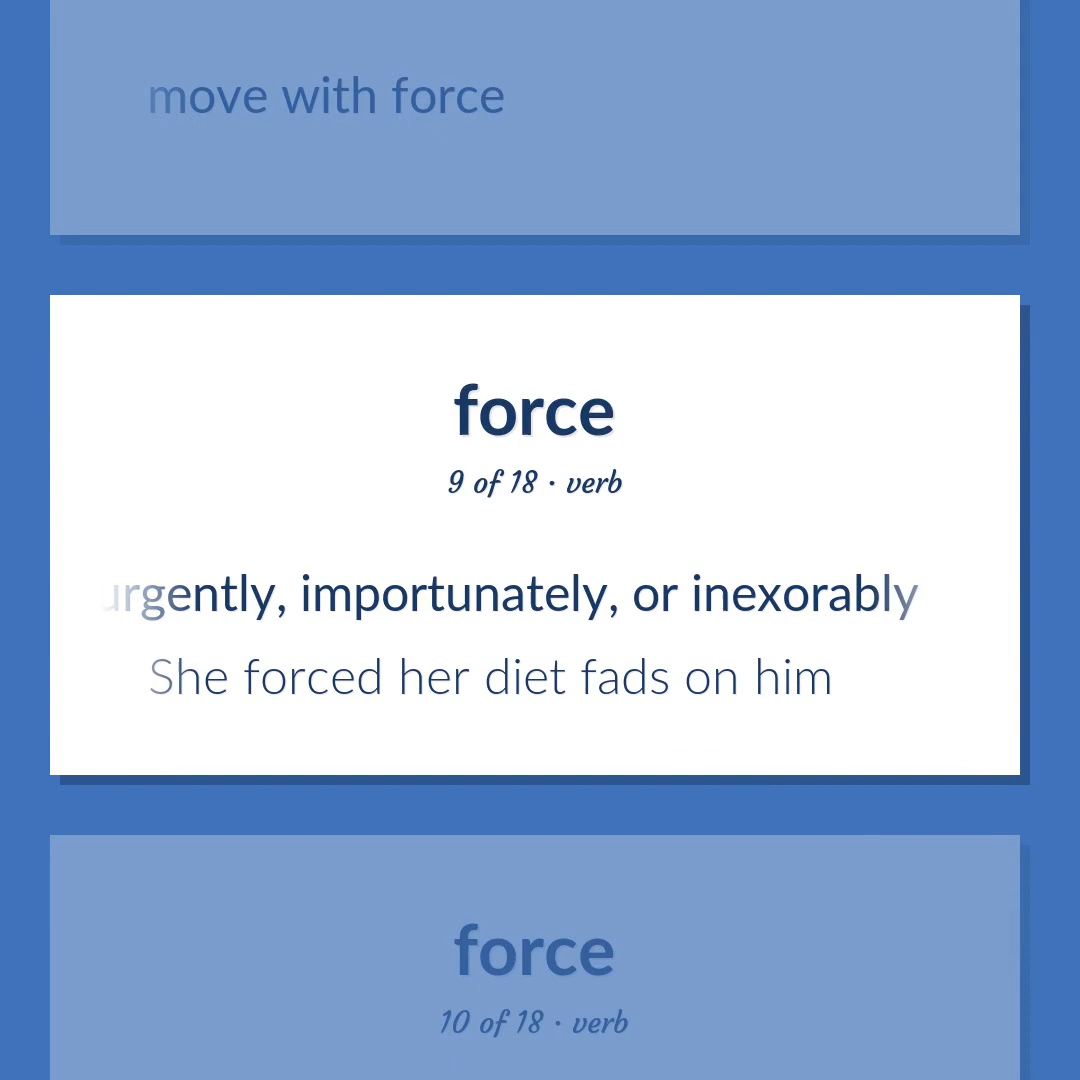 move with force
force
9 of 18 · verb
urgently, importunately, or inexorably
She forced her diet fads on him
force
10 of 18 · verb